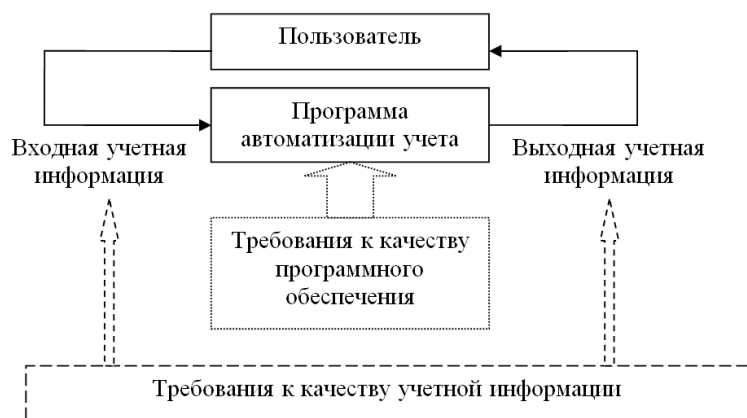 Пользователь
Программа
автоматизации учета
Входная учетная
информация
Выходная учетная
информация
Требования к качеству
программного
обеспечения
Требования к качеству учетной информации